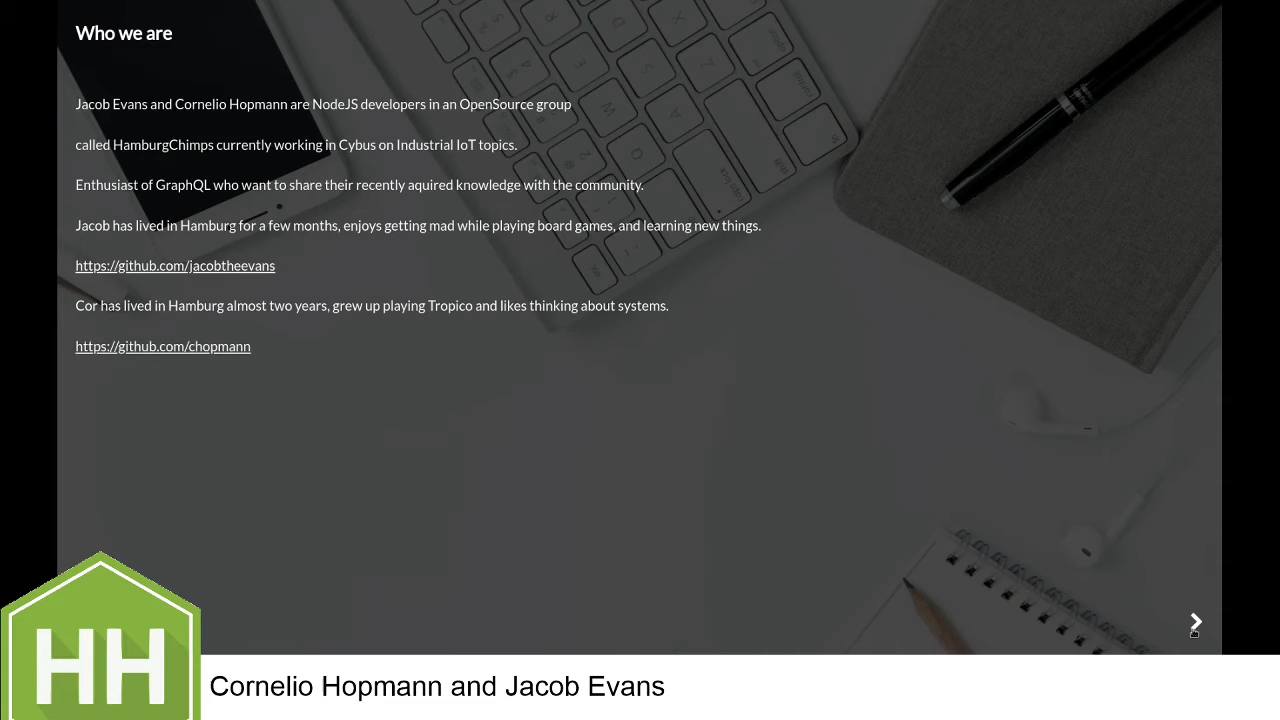 Who we are
Jacob Evans and Cornelio Hopmann are NodeJS developers in an OpenSource group
called HamburgChimps currently working in Cybus on Industrial IoT topics.
Enthusiast of GraphQL who want to share their recently aquired knowledge with the community.
Jacob has lived in Hamburg for a few months, enjoys getting mad while playing board games, and learning new things.
https://github.com/jacobtheevans
Cor has lived in Hamburg almost two years, grew up playing Tropico and likes thinking about systems.
https://github.com/chopmann
HH
Cornelio Hopmann and Jacob Evans